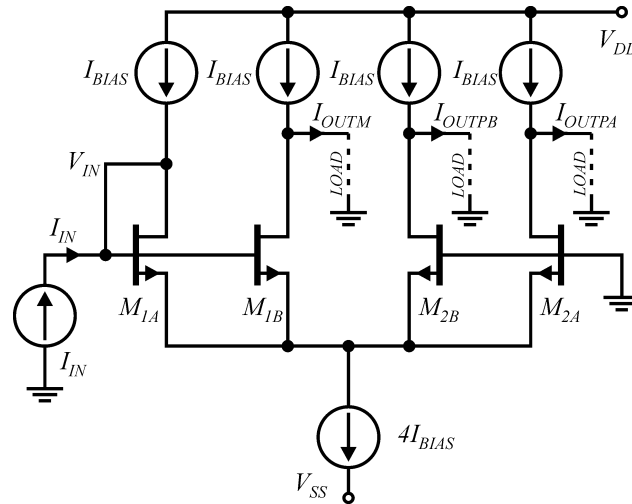 V_DD
I_BIAS I_BIAS I_BIAS I_BIAS
I_OUTM I_OUTPB I_OUTPA
V_IN
LOAD LOAD LOAD
I_IN
M_1A M_1B M_2B M_2A
I_IN
4I_BIAS
V_SS